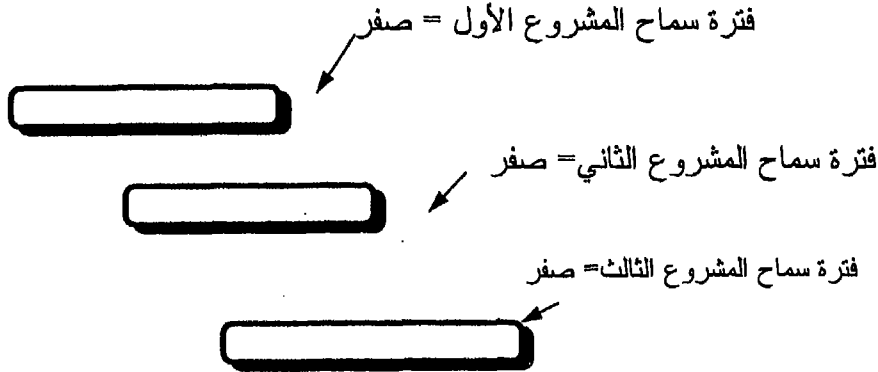 فترة سماح المشروع الأول = صفر
فترة سماح المشروع الثاني= صفر
فترة سماح المشروع الثالث= صفر